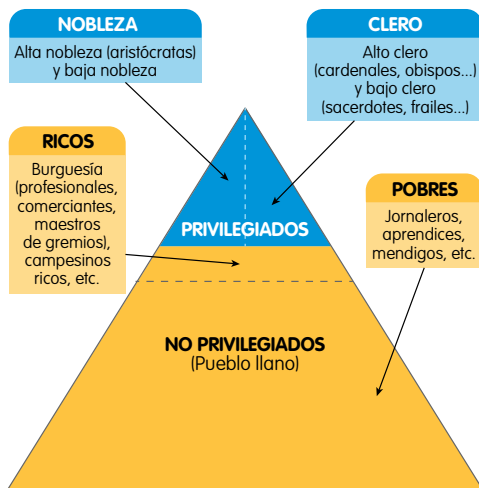 NOBLEZA
Alta nobleza (aristócratas)
y baja nobleza
CLERO
Alto clero
(cardenales, obispos...)
y bajo clero
(sacerdotes, frailes...)
RICOS
Burguesía
(profesionales,
comerciantes,
maestros
de gremios),
campesinos
ricos, etc.
POBRES
Jornaleros,
aprendices,
mendigos, etc.
PRIVILEGIADOS
NO PRIVILEGIADOS
(Pueblo llano)